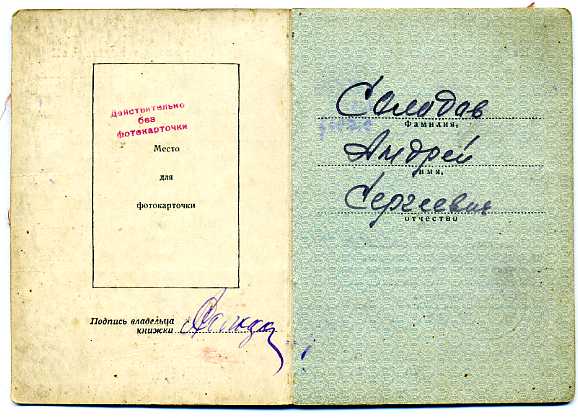 Действительно
без
фотокарточки
Место
для
фотокарточки
Подпись владельца
книжки
Солодов
Фамилия,
Андрей
имя,
Сергеевич
отчество